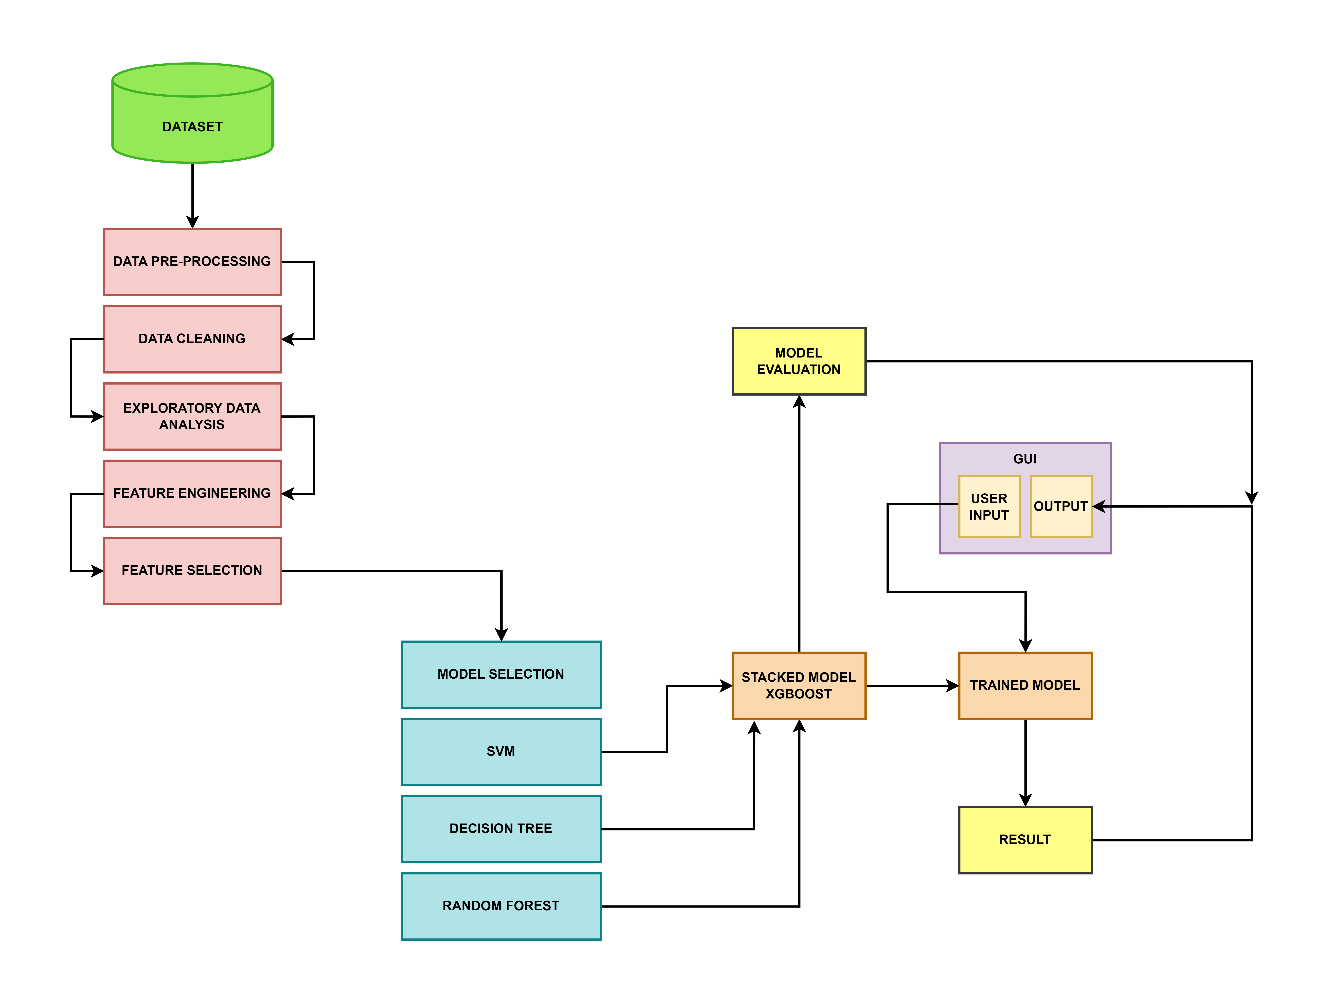 DATASET
DATA PRE-PROCESSING
DATA CLEANING
EXPLORATORY DATA
ANALYSIS
FEATURE ENGINEERING
FEATURE SELECTION
MODEL SELECTION
SVM
DECISION TREE
RANDOM FOREST
STACKED MODEL
XGBOOST
MODEL
EVALUATION
GUI
USER
INPUT
OUTPUT
TRAINED MODEL
RESULT